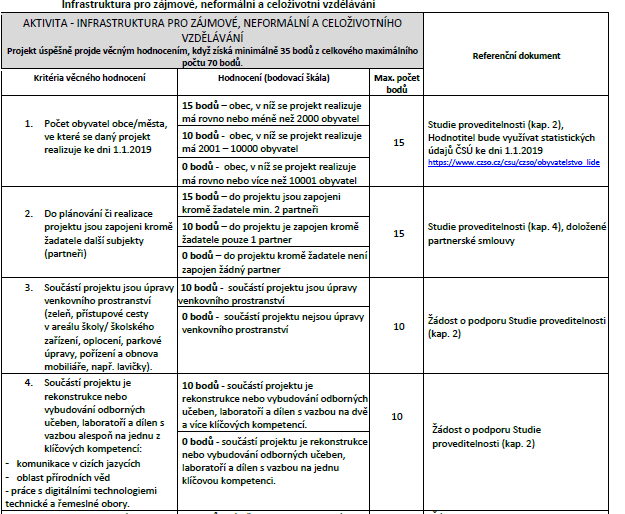 Infrastruktura pro zájmové, neformální a celoživotní vzdělávání
AKTIVITA - INFRASTRUKTURA PRO ZÁJMOVÉ, NEFORMÁLNÍ A CELOŽIVOTNÍHO
VZDĚLÁVÁNÍ
Projekt úspěšně projde věcným hodnocením, když získá minimálně 35 bodů z celkového maximálního
počtu 70 bodů.
Referenční dokument
Kritéria věcného hodnocení
Hodnocení (bodovací škála)
Max. počet
bodů
1. Počet obyvatel obce/města,
ve které se daný projekt
realizuje ke dni 1.1.2019
15 bodů – obec, v níž se projekt realizuje
má rovno nebo méně než 2000 obyvatel
10 bodů - obec, v níž se projekt realizuje
má 2001 – 10000 obyvatel
0 bodů - obec, v níž se projekt realizuje
má rovno nebo více než 10001 obyvatel
15
Studie proveditelnosti (kap. 2),
Hodnotitel bude využívat statistických
údajů ČSÚ ke dni 1.1.2019
https://www.czso.cz/csu/czso/obyvatelstvo_lide
2. Do plánování či realizace
projektu jsou zapojeni kromě
žadatele další subjekty
(partneři)
15 bodů – do projektu jsou zapojeni
kromě žadatele min. 2 partneři
10 bodů – do projektu je zapojen kromě
žadatele pouze 1 partner
0 bodů – do projektu kromě žadatele není
zapojen žádný partner
15
Studie proveditelnosti (kap. 4), doložené
partnerské smlouvy
3. Součástí projektu jsou úpravy
venkovního prostranství
(zeleň, přístupové cesty
v areálu školy/ školského
zařízení, oplocení, parkové
úpravy, pořízení a obnova
mobiliáře, např. lavičky).
10 bodů - součástí projektu jsou úpravy
venkovního prostranství
0 bodů - součástí projektu nejsou úpravy
venkovního prostranství
10
Žádost o podporu Studie proveditelnosti
(kap. 2)
4. Součástí projektu je
rekonstrukce nebo
vybudování odborných
učeben, laboratoří a dílen s
vazbou alespoň na jednu z
klíčových kompetencí:
- komunikace v cizích jazycích
- oblast přírodních věd
- práce s digitálními technologiemi
technické a řemeslné obory.
10 bodů - součástí projektu je
rekonstrukce nebo vybudování odborných
učeben, laboratoří a dílen s vazbou na dvě
a více klíčových kompetencí.
0 bodů - součástí projektu je rekonstrukce
nebo vybudování odborných učeben,
laboratoří a dílen s vazbou na jednu
klíčovou kompetenci.
10
Žádost o podporu Studie
proveditelnosti (kap. 2)